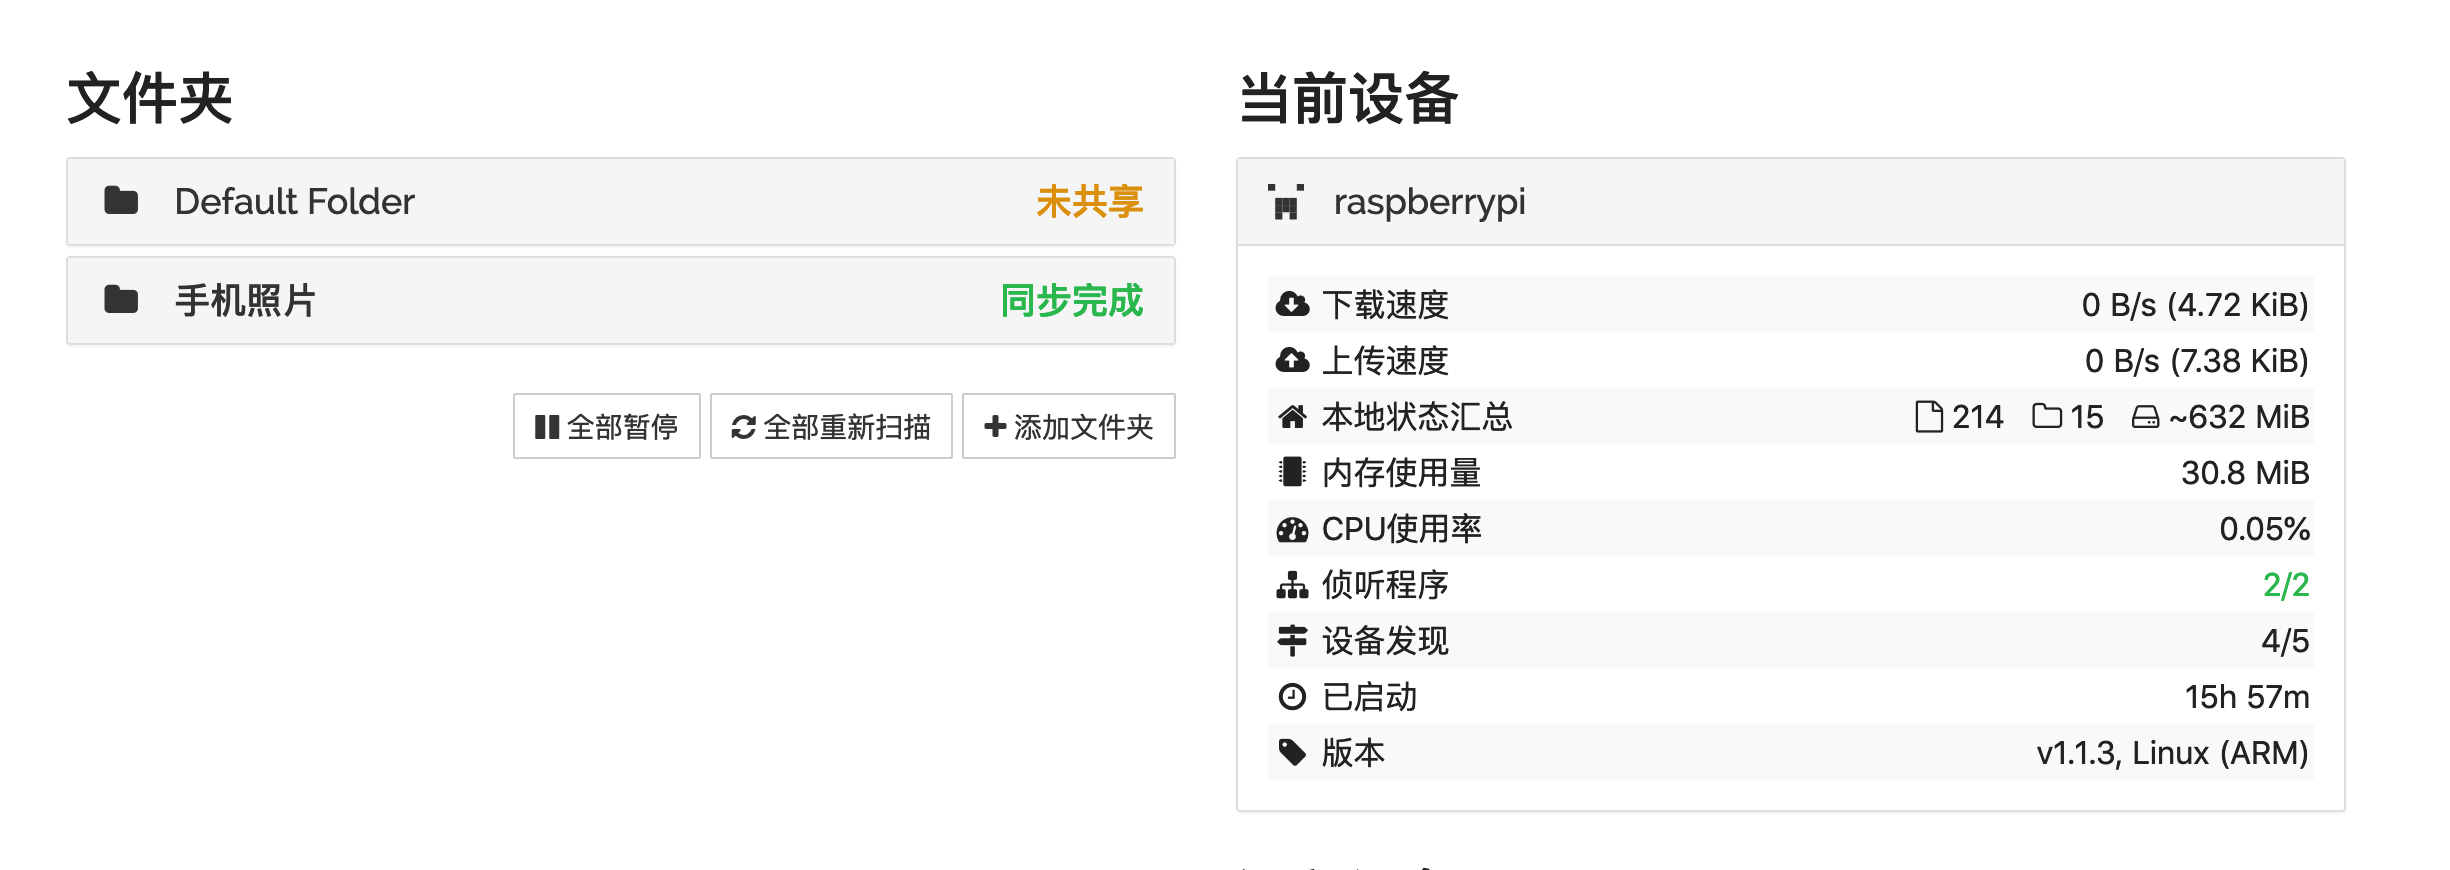 文件夹
Default Folder 未共享
手机照片 同步完成
全部暂停 全部重新扫描 添加文件夹
当前设备
raspberrypi
下载速度 0 B/s (4.72 KiB)
上传速度 0 B/s (7.38 KiB)
本地状态汇总 214 15 ~632 MiB
内存使用量 30.8 MiB
CPU使用率 0.05%
侦听程序 2/2
设备发现 4/5
已启动 15h 57m
版本 v1.1.3, Linux (ARM)